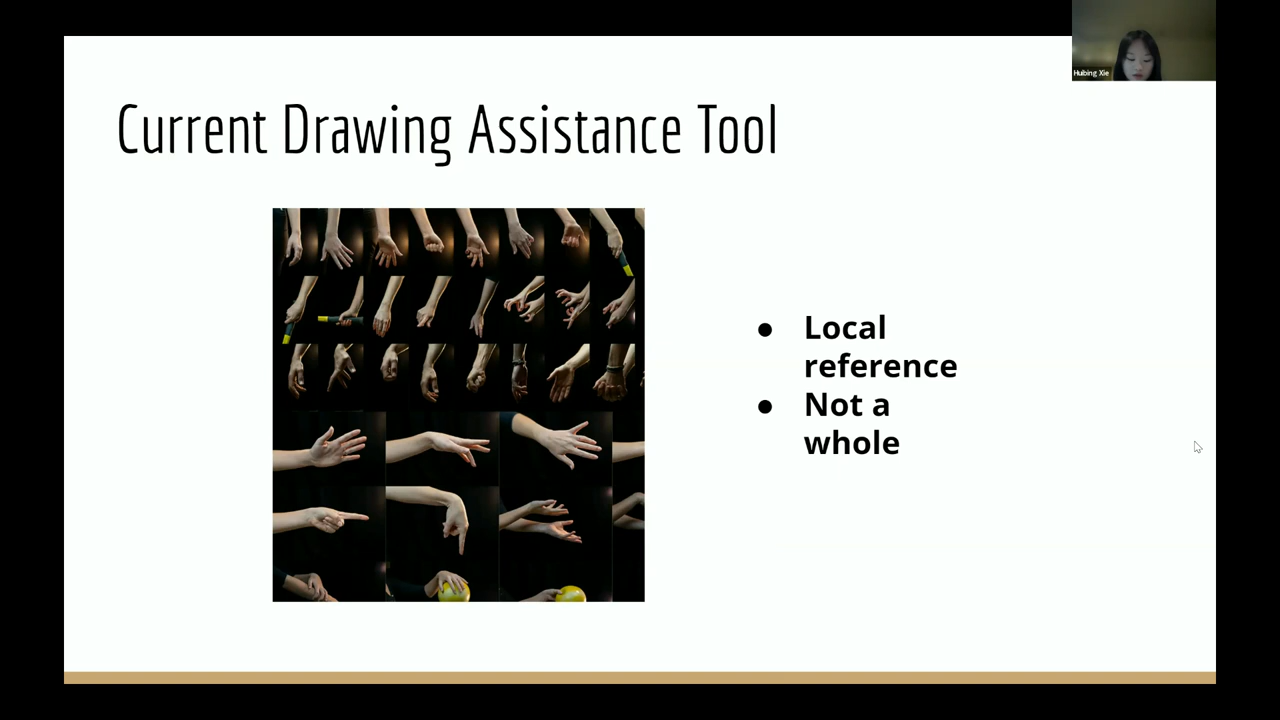 Huibing Xie
Current Drawing Assistance Tool
● Local
reference
● Not a
whole